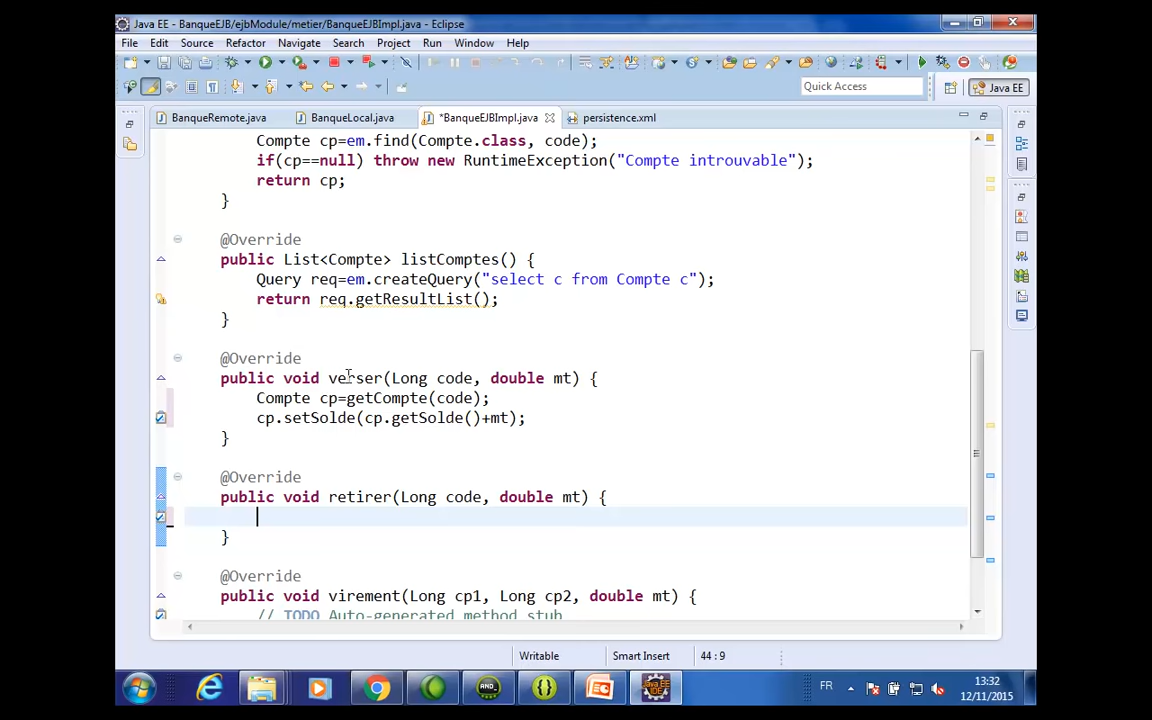 Java EE - BanqueEJB/ejbModule/metier/BanqueEJBImpl.java - Eclipse
File Edit Source Refactor Navigate Search Project Run Window Help
Quick Access
Java EE
BanqueRemote.java BanqueLocal.java *BanqueEJBImpl.java persistence.xml
Compte cp=em.find(Compte.class, code);
if(cp==null) throw new RuntimeException("Compte introuvable");
return cp;
}
@Override
public List<Compte> listComptes() {
Query req=em.createQuery("select c from Compte c");
return req.getResultList();
}
@Override
public void verser(Long code, double mt) {
Compte cp=getCompte(code);
cp.setSolde(cp.getSolde()+mt);
}
@Override
public void retirer(Long code, double mt) {
}
@Override
public void virement(Long cp1, Long cp2, double mt) {
// TODO Auto-generated method stub
Writable Smart Insert 44 : 9
FR 13:32
12/11/2015